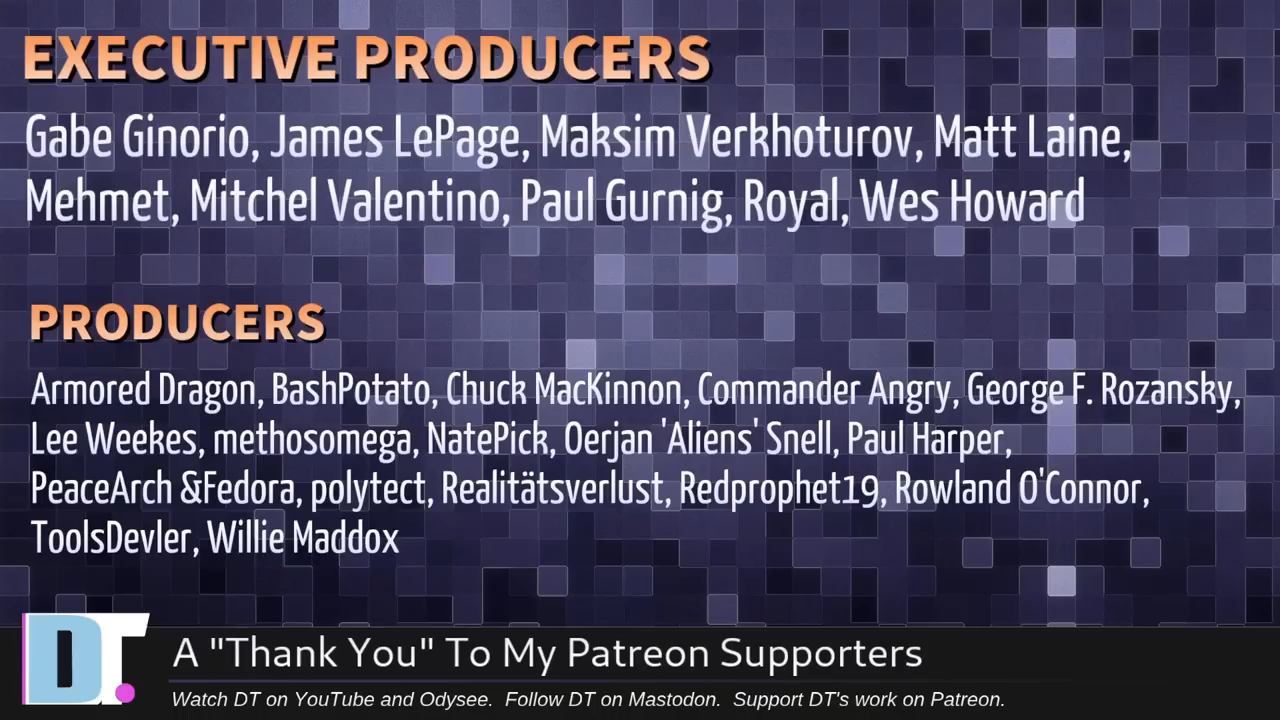 EXECUTIVE PRODUCERS
Gabe Ginorio, James LePage, Maksim Verkhoturov, Matt Laine,
Mehmet, Mitchel Valentino, Paul Gurnig, Royal, Wes Howard
PRODUCERS
Armored Dragon, BashPotato, Chuck MacKinnon, Commander Angry, George F. Rozansky,
Lee Weekes, methosomega, NatePick, Oerjan 'Aliens' Snell, Paul Harper,
PeaceArch &Fedora, polytect, Realitätsverlust, Redprophet19, Rowland O'Connor,
ToolsDevler, Willie Maddox
DT.
A "Thank You" To My Patreon Supporters
Watch DT on YouTube and Odysee. Follow DT on Mastodon. Support DT's work on Patreon.